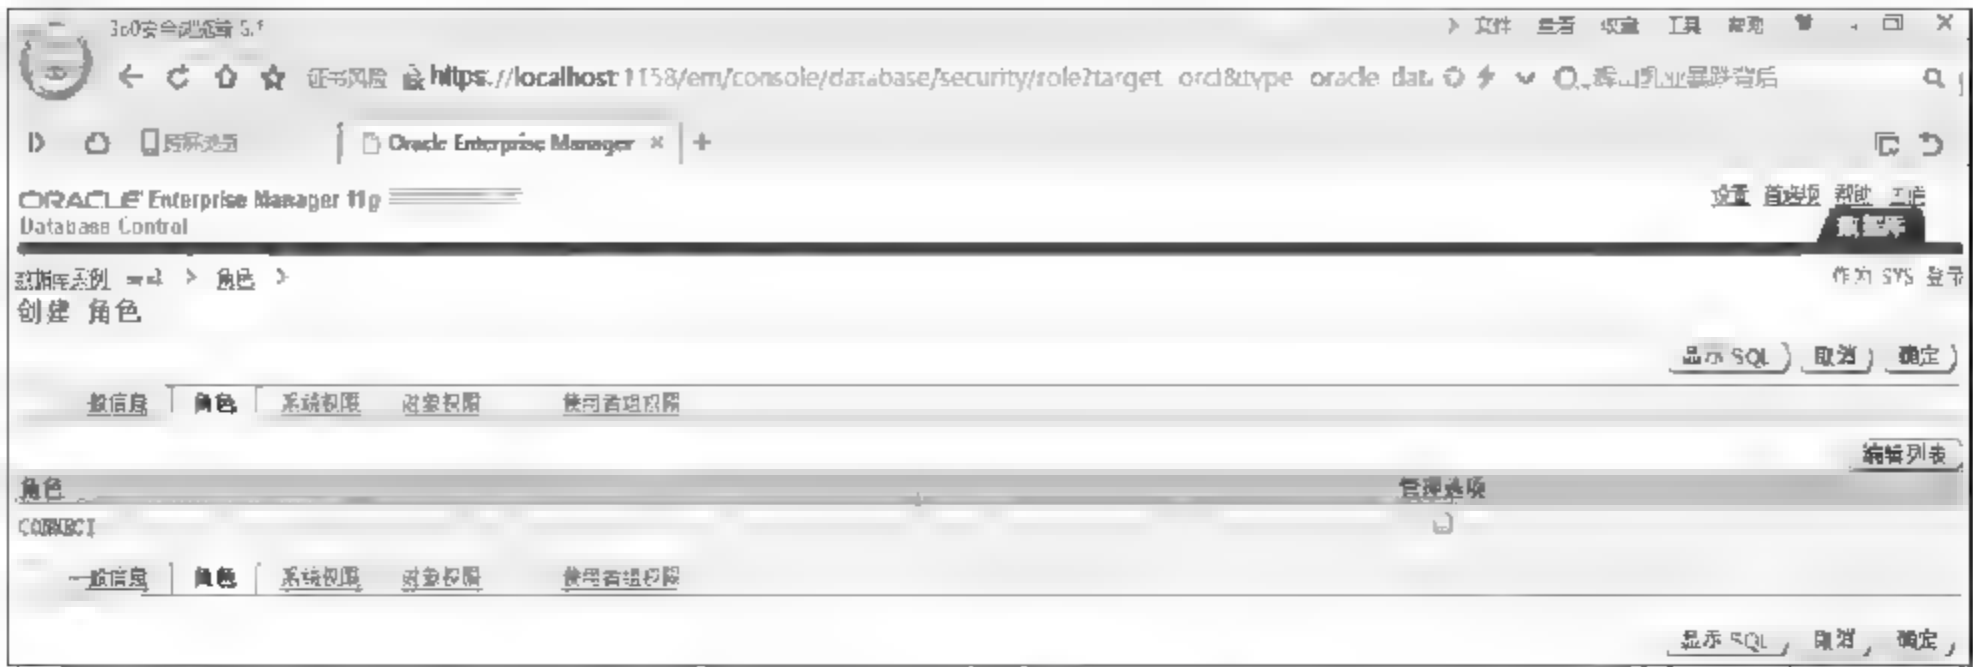 360安全浏览器 5.1 文件 查看 收藏 工具 帮助
证书风险 https://localhost:1158/em/console/database/security/role?target=orcl&type=oracle_dat
Oracle Enterprise Manager
ORACLE Enterprise Manager 11g 设置 首选项 帮助
Database Control 数据库
数据库实例 > 角色 > 作为 SYS 登录
创建 角色
显示 SQL 取消 确定
一般信息 角色 系统权限 对象权限 使用者组权限
编辑列表
角色 管理选项
CONNECT
一般信息 角色 系统权限 对象权限 使用者组权限
显示 SQL 取消 确定